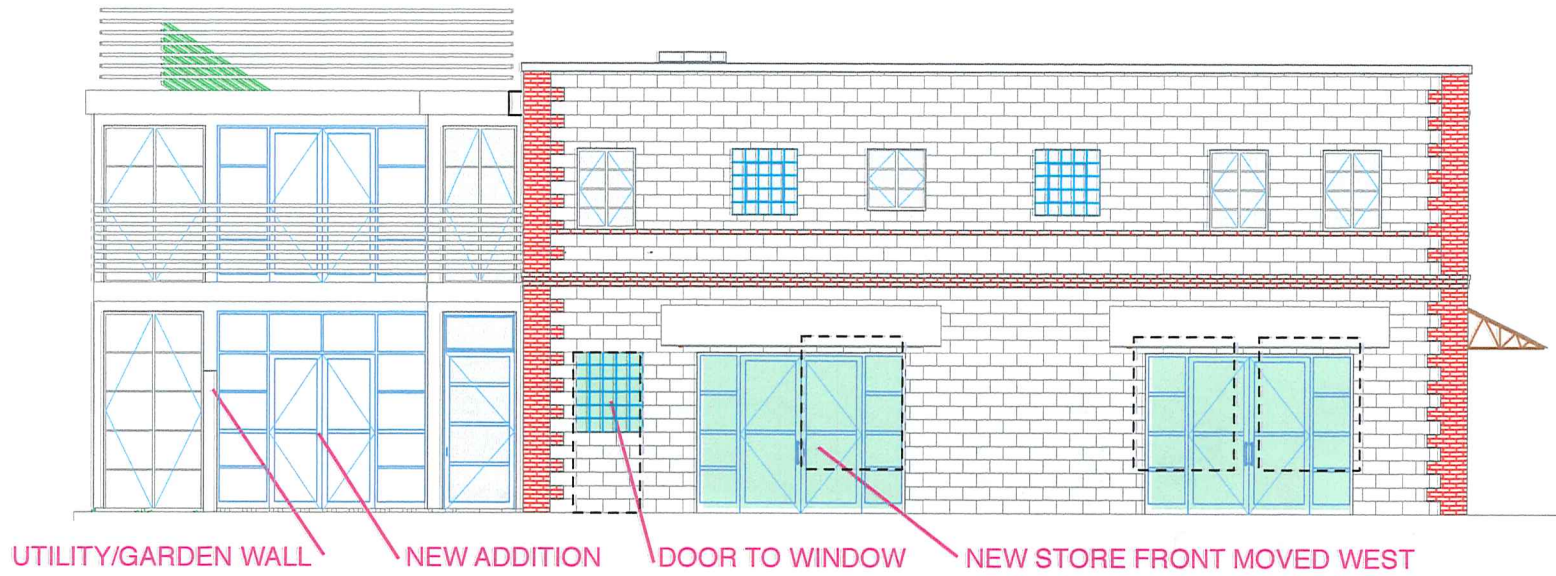 UTILITY/GARDEN WALL
NEW ADDITION
DOOR TO WINDOW
NEW STORE FRONT MOVED WEST